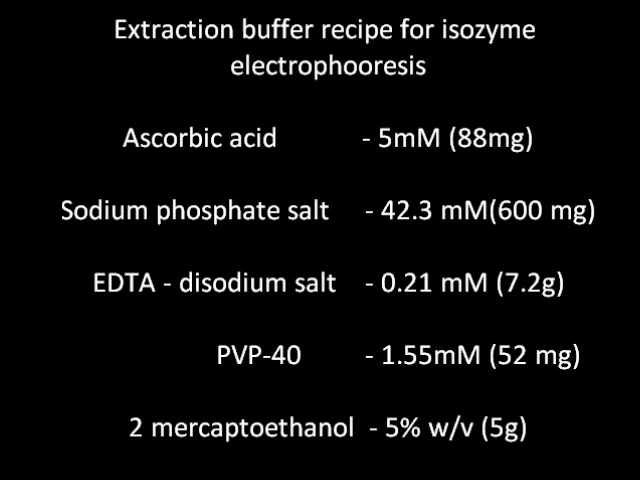 Extraction buffer recipe for isozyme
electrophooresis
Ascorbic acid - 5mM (88mg)
Sodium phosphate salt - 42.3 mM(600 mg)
EDTA - disodium salt - 0.21 mM (7.2g)
PVP-40 - 1.55mM (52 mg)
2 mercaptoethanol - 5% w/v (5g)